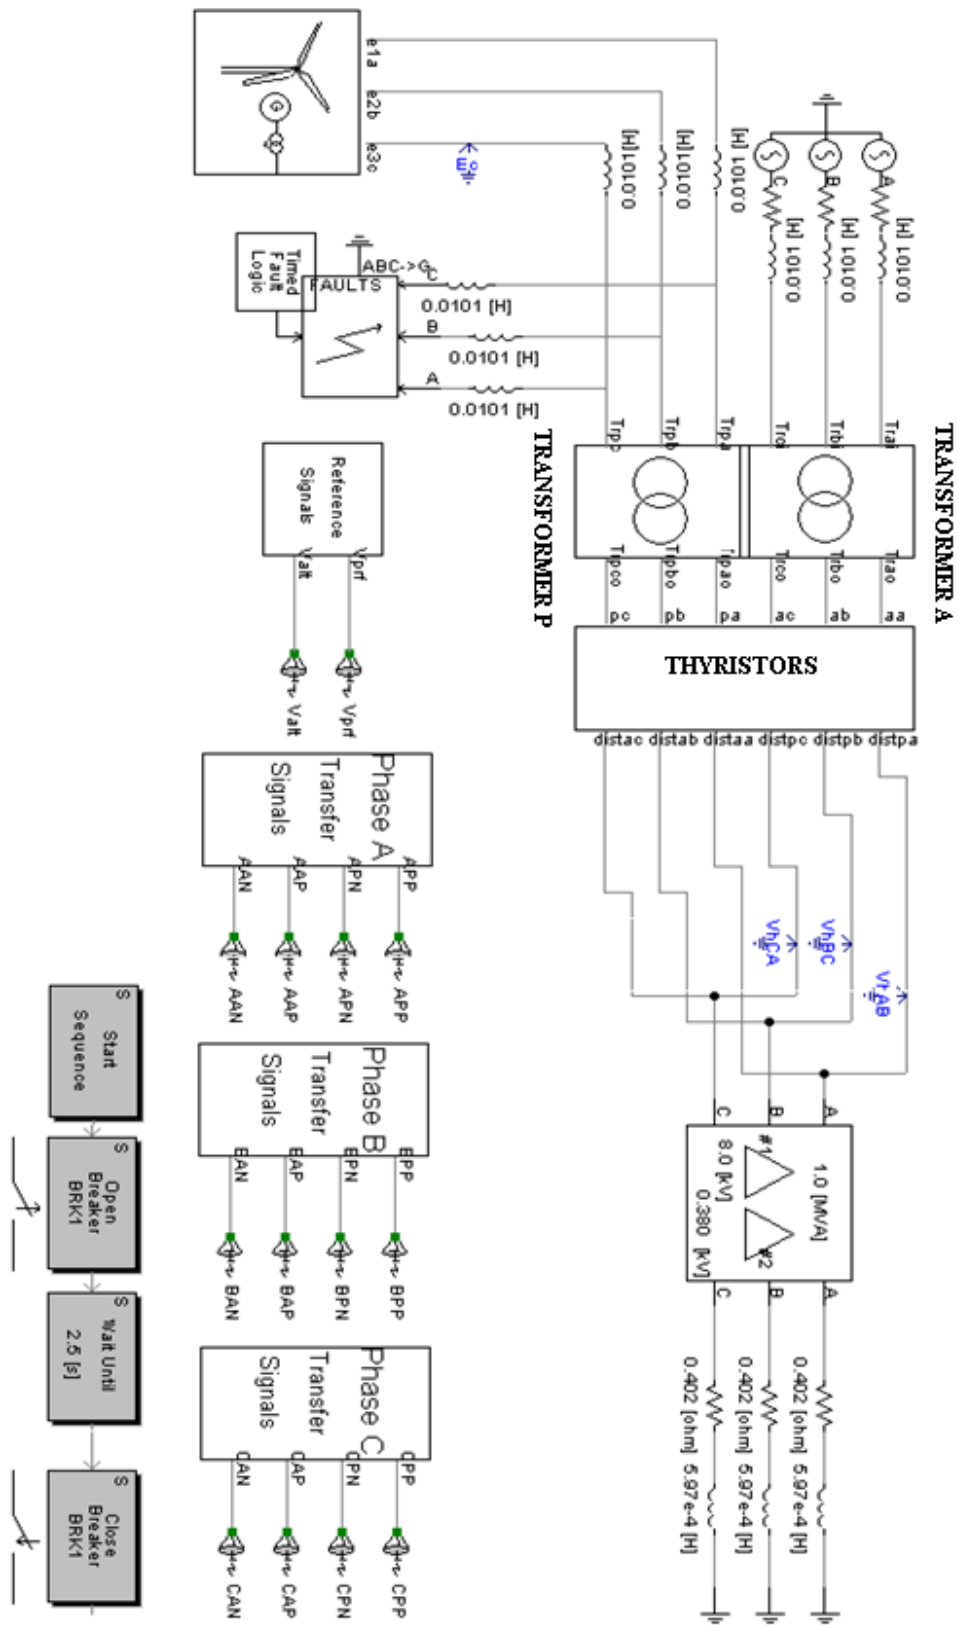 e1a
e2b
e3c
Eo
G
0.0101 [H]
0.0101 [H]
0.0101 [H]
A
B
C
0.0101 [H]
0.0101 [H]
0.0101 [H]
Timed
Fault
Logic
FAULTS
ABC->G
C
B
A
0.0101 [H]
0.0101 [H]
0.0101 [H]
TRANSFORMER A
TRANSFORMER P
Trpc
Trpb
Trpa
Trci
Trbi
Trai
Trpco
Trpbo
Trpao
Trco
Trbo
Trao
pc
pb
pa
ac
ab
aa
THYRISTORS
distac
distab
distaa
distpc
distpb
distpa
VhCA
VhBC
C
B
A
#1
#2
1.0 [MVA]
8.0 [kV]
0.380 [kV]
C
B
A
0.402 [ohm] 5.97e-4 [H]
0.402 [ohm] 5.97e-4 [H]
0.402 [ohm] 5.97e-4 [H]
Reference
Signals
Vprf
Valt
Vprf
Valt
Phase A
Transfer
Signals
APP
APN
AAP
AAN
APP
APN
AAP
AAN
Phase B
Transfer
Signals
BPP
BPN
BAP
BAN
BPP
BPN
BAP
BAN
Phase C
Transfer
Signals
CPP
CPN
CAP
CAN
CPP
CPN
CAP
CAN
S
Start
Sequence
S
Open
Breaker
BRK1
S
Wait Until
2.5 [s]
S
Close
Breaker
BRK1